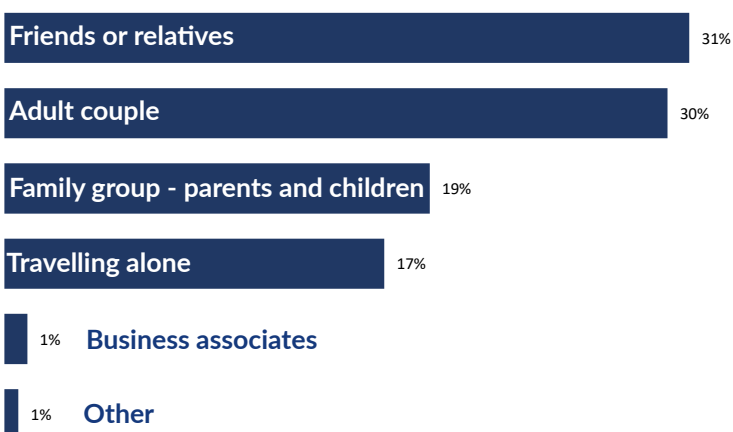 Friends or relatives 31%
Adult couple 30%
Family group - parents and children 19%
Travelling alone 17%
1% Business associates
1% Other